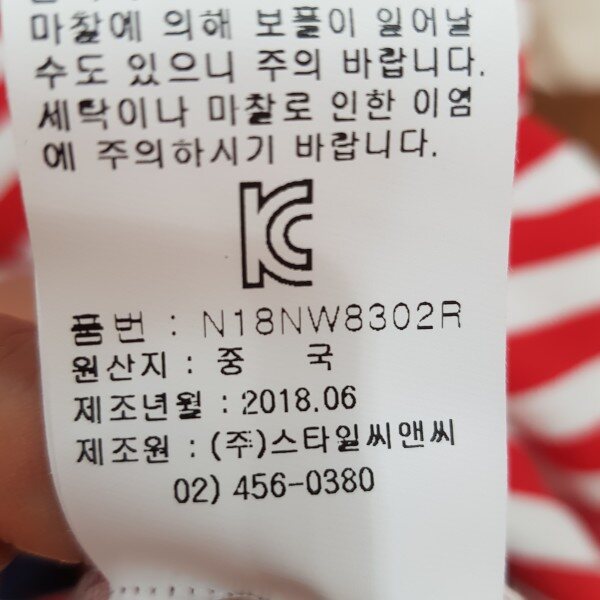 마찰에 의해 보풀이 일어날
수도 있으니 주의 바랍니다.
세탁이나 마찰로 인한 이염
에 주의하시기 바랍니다.
KC
품번 : N18NW8302R
원산지 : 중 국
제조년월 : 2018.06
제조원 : (주)스타일씨앤씨
02) 456-0380